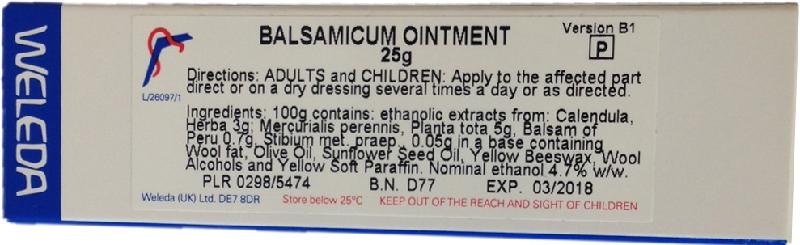 WELEDA
BALSAMICUM OINTMENT
25g
Version B1
P
L/26097/1
Directions: ADULTS and CHILDREN: Apply to the affected part
direct or on a dry dressing several times a day or as directed.
Ingredients: 100g contains: ethanolic extracts from: Calendula,
Herba 3g; Mercurialis perennis, Planta tota 5g, Balsam of
Peru 0.7g, Stibium met. praep., 0.05g in a base containing
Wool fat, Olive Oil, Sunflower Seed Oil, Yellow Beeswax, Wool
Alcohols and Yellow Soft Paraffin. Nominal ethanol 4.7% w/w.
PLR 0298/5474 B.N. D77 EXP. 03/2018
Weleda (UK) Ltd. DE7 8DR Store below 25°C KEEP OUT OF THE REACH AND SIGHT OF CHILDREN